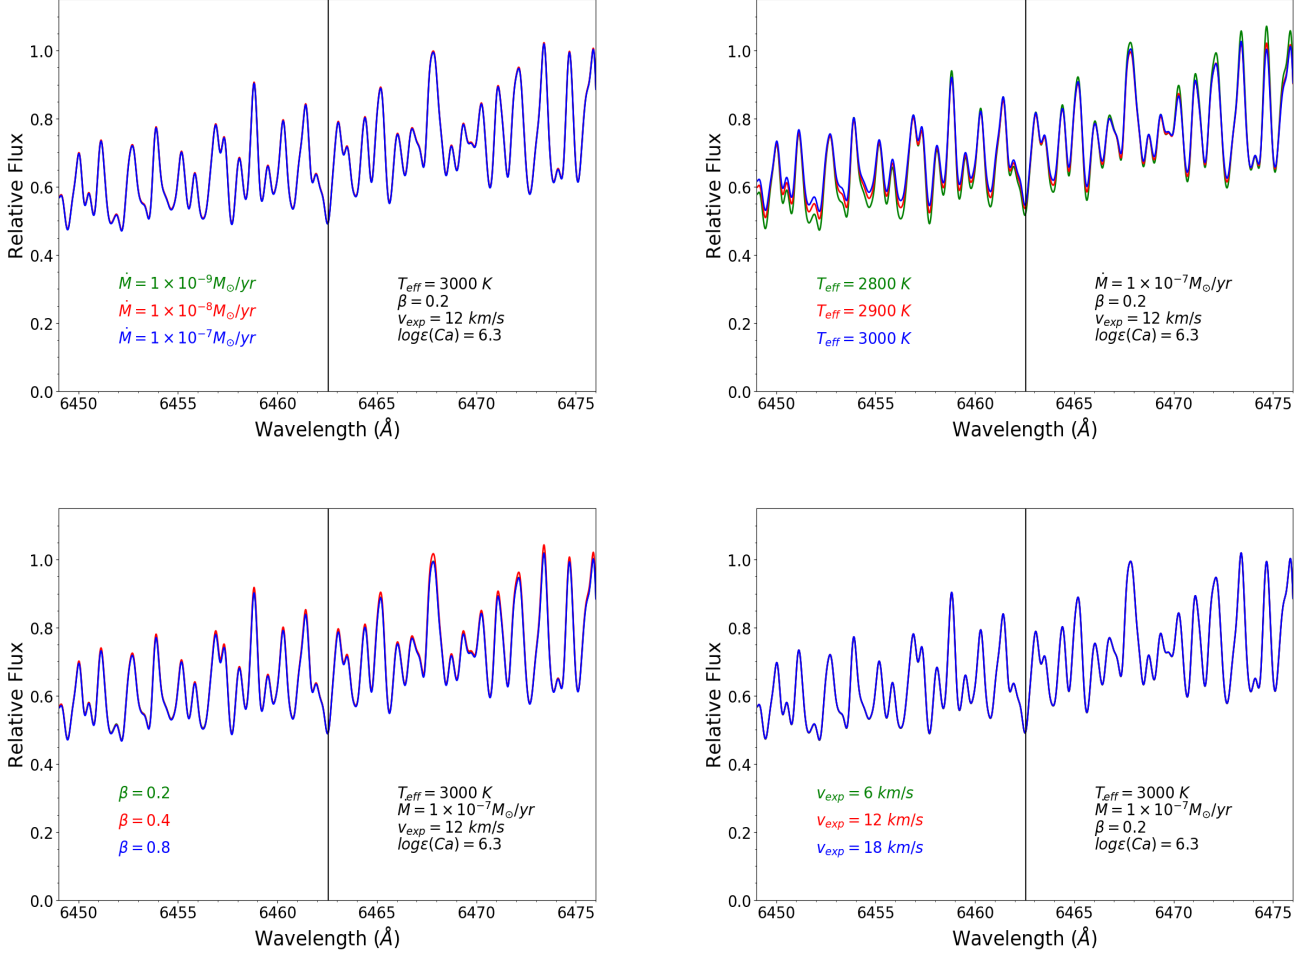 1.0
0.8
0.6
0.4
0.2
0.0
Relative Flux
Ṁ = 1 × 10⁻⁹M☉/yr
Ṁ = 1 × 10⁻⁸M☉/yr
Ṁ = 1 × 10⁻⁷M☉/yr
T_eff = 3000 K
β = 0.2
v_exp = 12 km/s
logε(Ca) = 6.3
6450 6455 6460 6465 6470 6475
Wavelength (Å)
1.0
0.8
0.6
0.4
0.2
0.0
Relative Flux
T_eff = 2800 K
T_eff = 2900 K
T_eff = 3000 K
Ṁ = 1 × 10⁻⁷M☉/yr
β = 0.2
v_exp = 12 km/s
logε(Ca) = 6.3
6450 6455 6460 6465 6470 6475
Wavelength (Å)
1.0
0.8
0.6
0.4
0.2
0.0
Relative Flux
β = 0.2
β = 0.4
β = 0.8
T_eff = 3000 K
Ṁ = 1 × 10⁻⁷M☉/yr
v_exp = 12 km/s
logε(Ca) = 6.3
6450 6455 6460 6465 6470 6475
Wavelength (Å)
1.0
0.8
0.6
0.4
0.2
0.0
Relative Flux
v_exp = 6 km/s
v_exp = 12 km/s
v_exp = 18 km/s
T_eff = 3000 K
Ṁ = 1 × 10⁻⁷M☉/yr
β = 0.2
logε(Ca) = 6.3
6450 6455 6460 6465 6470 6475
Wavelength (Å)